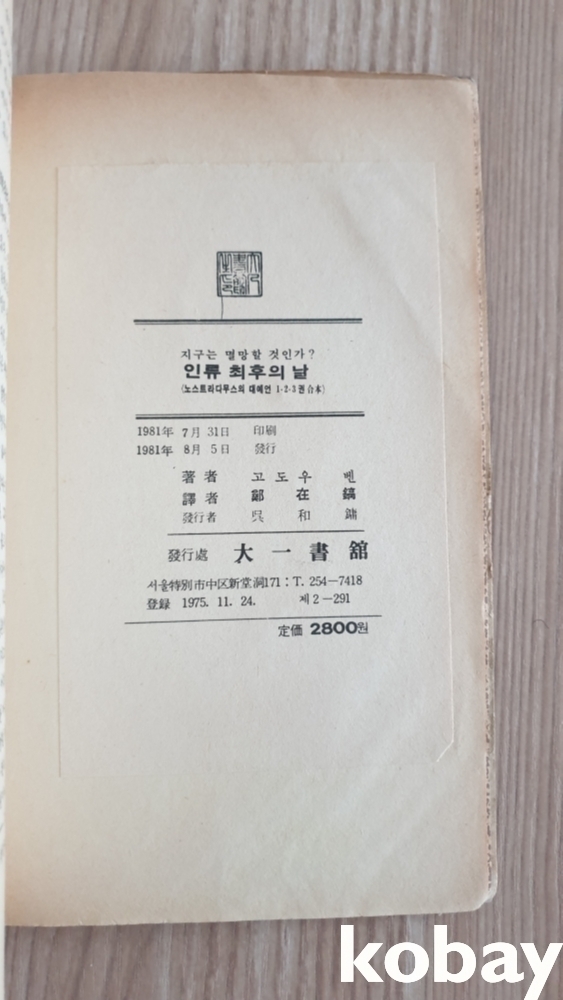 지구는 멸망할 것인가?
인류 최후의 날
(노스트라다무스의 대예언 1·2·3권 合本)
1981年 7月 31日 印刷
1981年 8月 5日 發行
著者 고도우 벤
譯者 鄭在鎬
發行者 吳和鏞
發行處 大一書舘
서울特別市中区新堂洞171 : T. 254—7418
登録 1975. 11. 24. 제2—291
定価 2800원
kobay